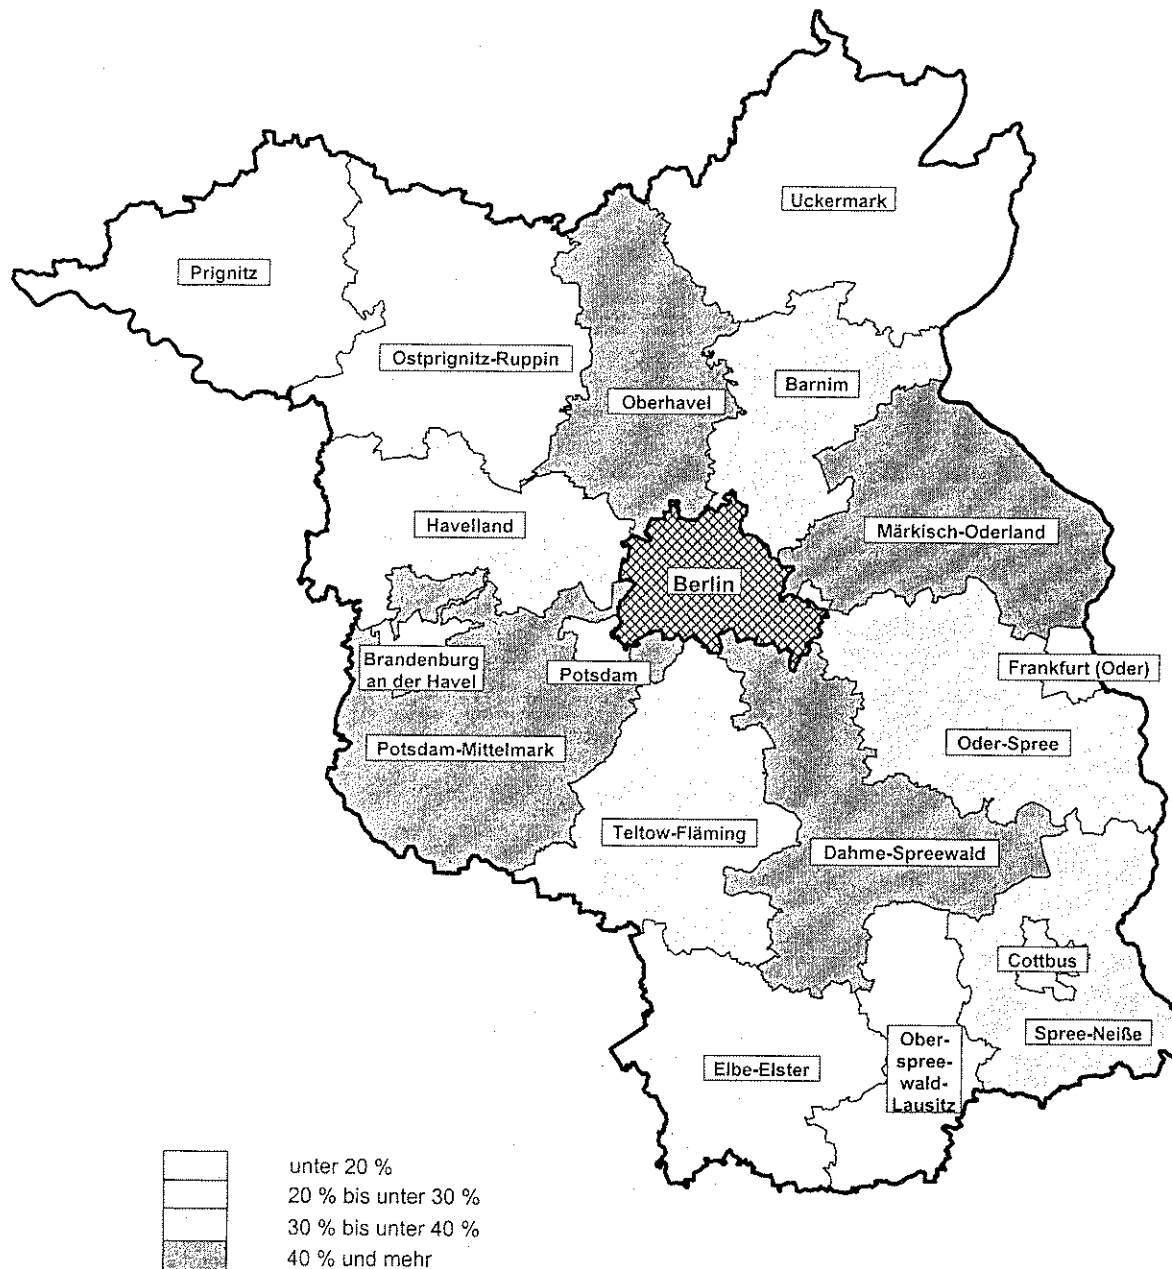 Uckermark
Prignitz
Ostprignitz-Ruppin
Barnim
Oberhavel
Havelland
Märkisch-Oderland
Berlin
Brandenburg
an der Havel
Potsdam
Frankfurt (Oder)
Potsdam-Mittelmark
Oder-Spree
Teltow-Fläming
Dahme-Spreewald
Cottbus
Spree-Neiße
Ober-
spree-
wald-
Lausitz
Elbe-Elster
unter 20 %
20 % bis unter 30 %
30 % bis unter 40 %
40 % und mehr